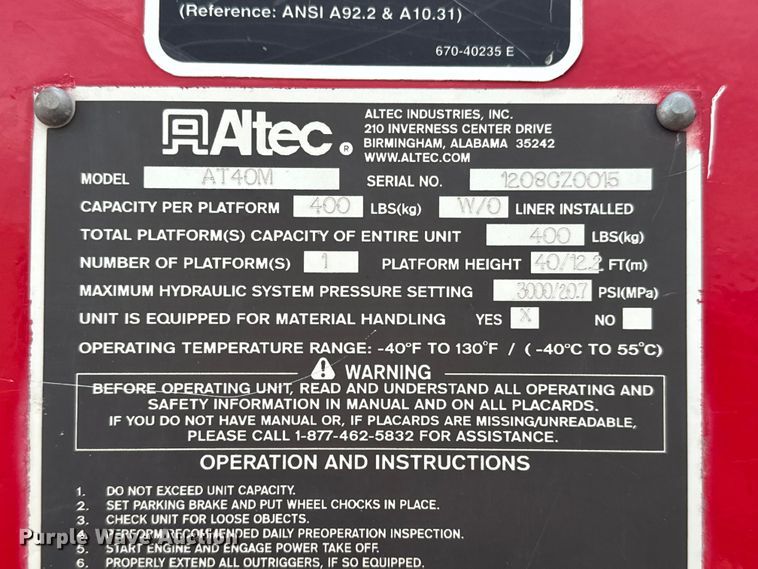 (Reference: ANSI A92.2 & A10.31)
670-40235 E
Altec ®
ALTEC INDUSTRIES, INC.
210 INVERNESS CENTER DRIVE
BIRMINGHAM, ALABAMA 35242
WWW.ALTEC.COM
MODEL AT40M SERIAL NO. 1208GZ0015
CAPACITY PER PLATFORM 400 LBS(kg) W/O LINER INSTALLED
TOTAL PLATFORM(S) CAPACITY OF ENTIRE UNIT 400 LBS(kg)
NUMBER OF PLATFORM(S) 1 PLATFORM HEIGHT 40/12.2 FT(m)
MAXIMUM HYDRAULIC SYSTEM PRESSURE SETTING 3000/20.7 PSI(MPa)
UNIT IS EQUIPPED FOR MATERIAL HANDLING YES X NO
OPERATING TEMPERATURE RANGE: -40°F TO 130°F / (-40°C TO 55°C)
WARNING
BEFORE OPERATING UNIT, READ AND UNDERSTAND ALL OPERATING AND
SAFETY INFORMATION IN MANUAL AND ON ALL PLACARDS.
IF YOU DO NOT HAVE MANUAL OR, IF PLACARDS ARE MISSING/UNREADABLE,
PLEASE CALL 1-877-462-5832 FOR ASSISTANCE.
OPERATION AND INSTRUCTIONS
1. DO NOT EXCEED UNIT CAPACITY.
2. SET PARKING BRAKE AND PUT WHEEL CHOCKS IN PLACE.
3. CHECK UNIT FOR LOOSE OBJECTS.
4. PERFORM RECOMMENDED DAILY PREOPERATION INSPECTION.
5. START ENGINE AND ENGAGE POWER TAKE OFF.
6. PROPERLY EXTEND ALL OUTRIGGERS, IF SO EQUIPPED.
Purple Wave Auction